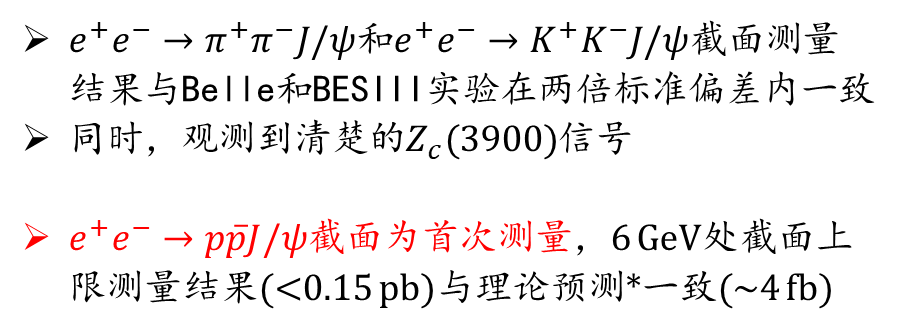 ➢ e⁺e⁻ → π⁺π⁻J/ψ和e⁺e⁻ → K⁺K⁻J/ψ截面测量
结果与Belle和BESIII实验在两倍标准偏差内一致
➢ 同时，观测到清楚的Z_c(3900)信号
➢ e⁺e⁻ → pp̄J/ψ截面为首次测量，6 GeV处截面上
限测量结果(<0.15 pb)与理论预测*一致(~4 fb)